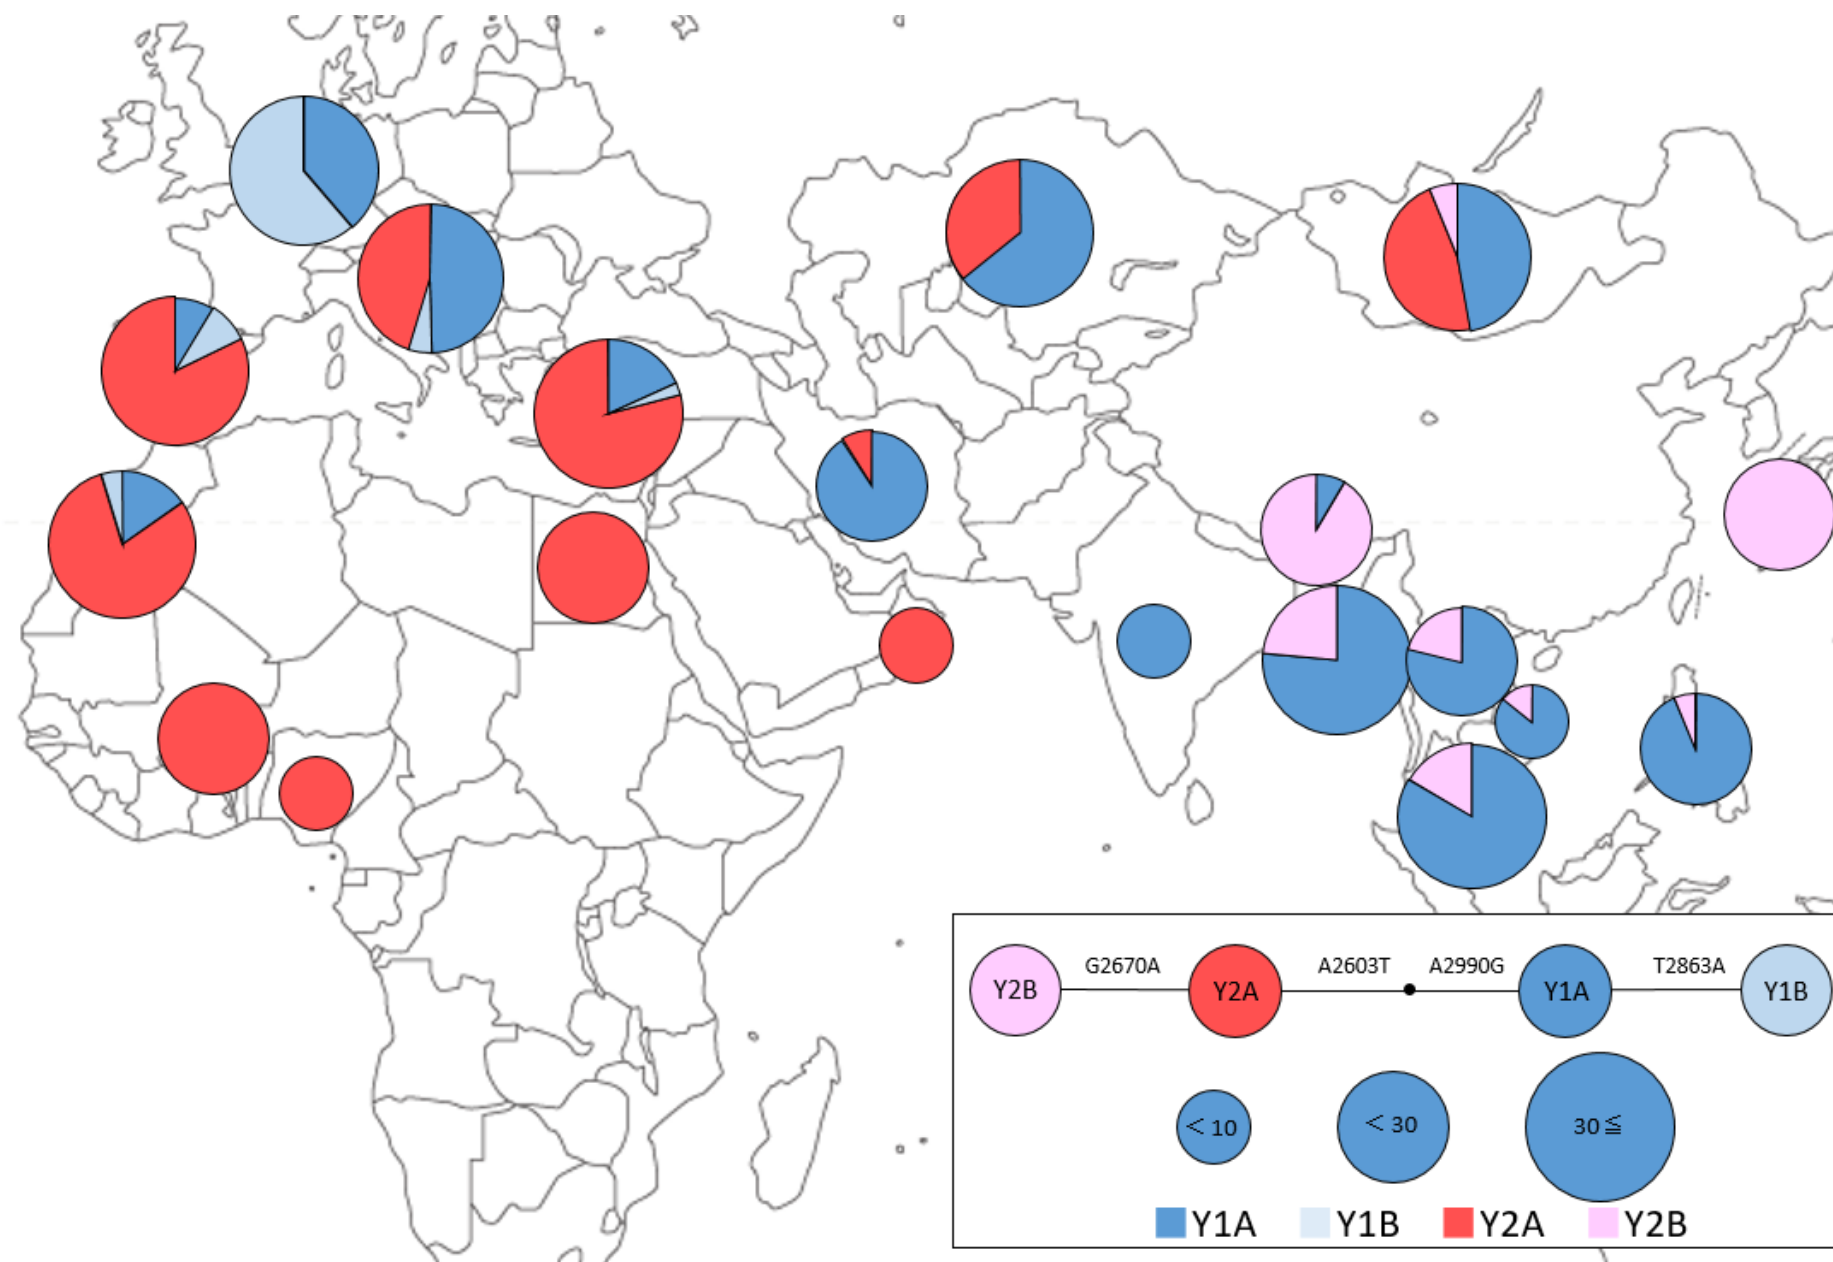 G2670A A2603T A2990G T2863A
Y2B Y2A Y1A Y1B
< 10 < 30 30 ≦
Y1A Y1B Y2A Y2B